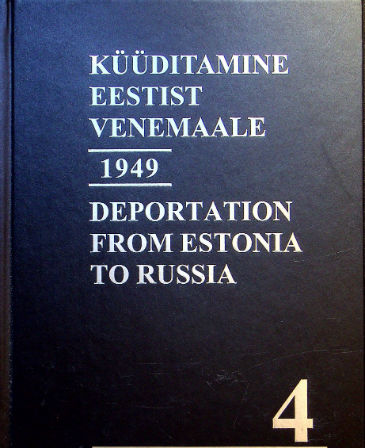 KÜÜDITAMINE
EESTIST
VENEMAALE
1949
DEPORTATION
FROM ESTONIA
TO RUSSIA
4